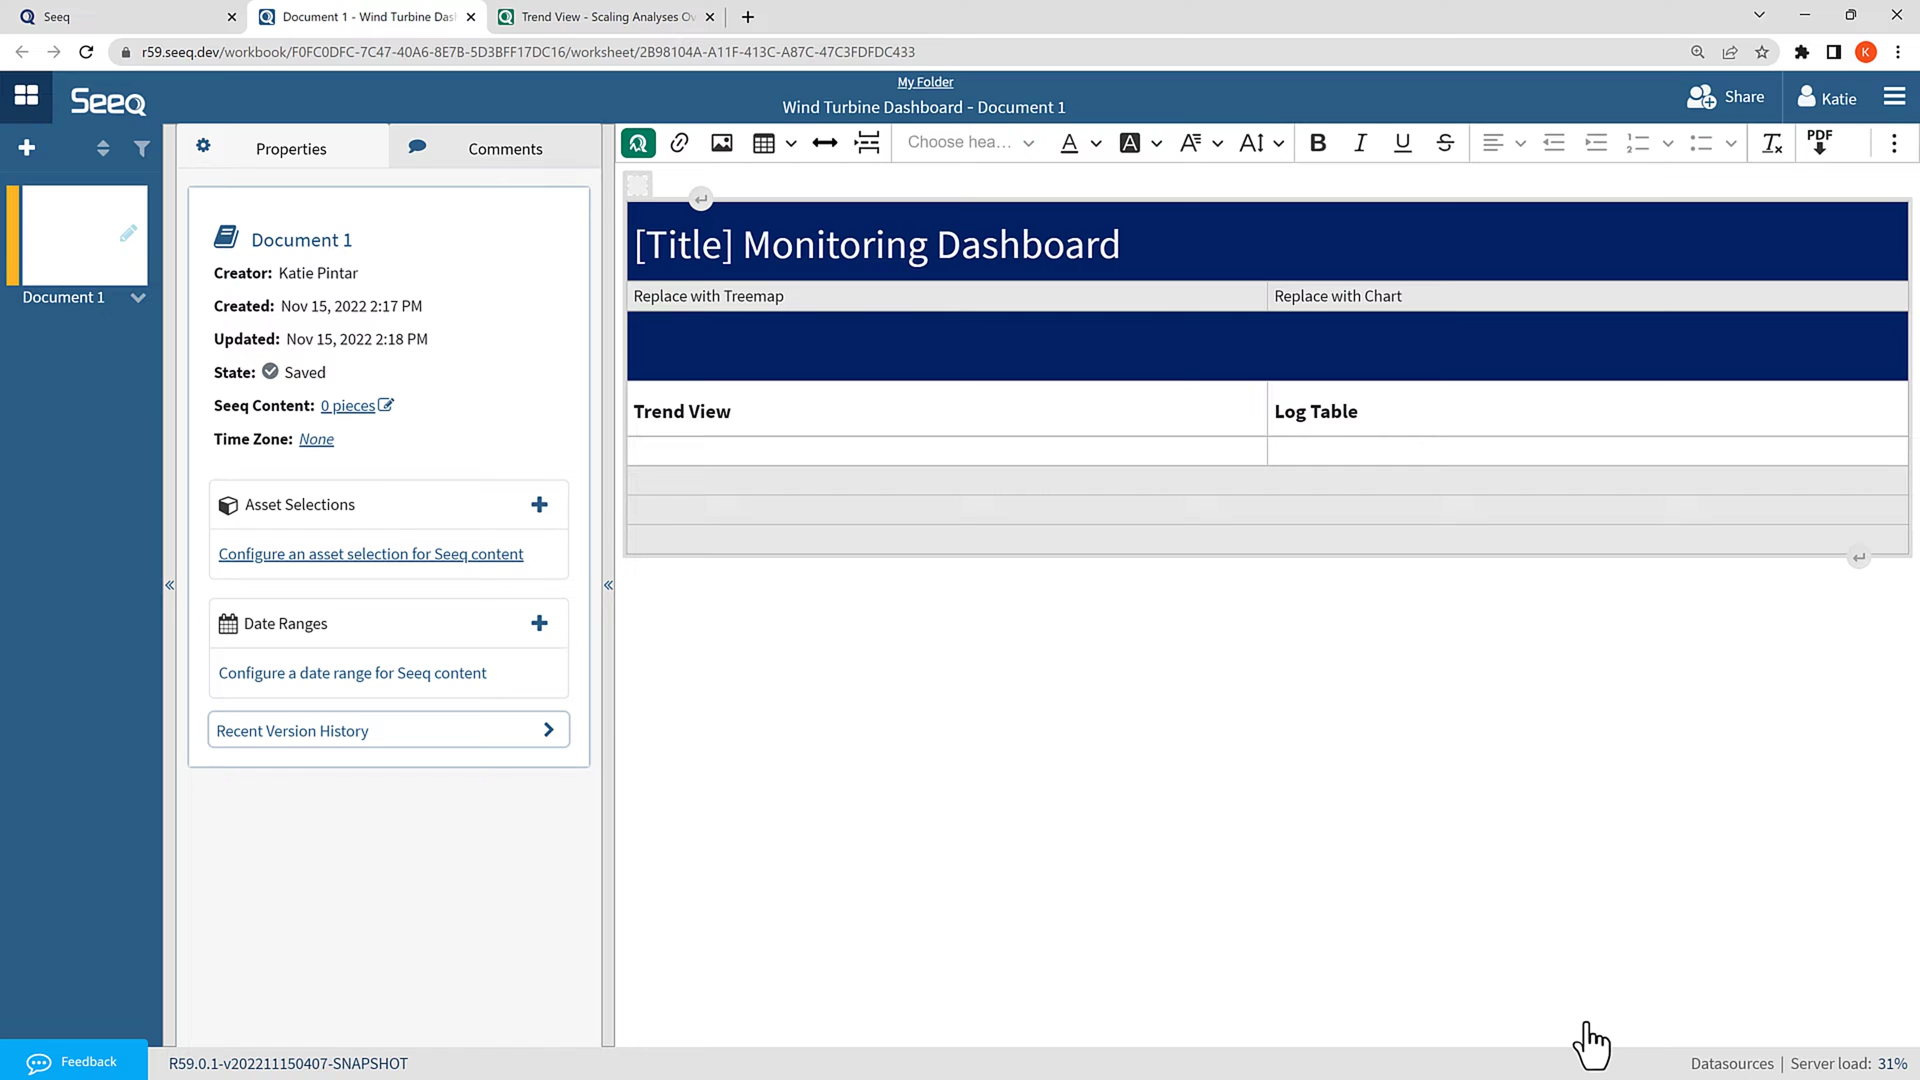 Seeq
Document 1 - Wind Turbine Das
Trend View - Scaling Analyses Ov
r59.seeq.dev/workbook/F0FC0DFC-7C47-40A6-8E7B-5D3BFF17DC16/worksheet/2B98104A-A11F-413C-A87C-47C3FDFDC433
K
Seeq
My Folder
Wind Turbine Dashboard - Document 1
Share
Katie
Properties
Comments
Choose hea...
PDF
Document 1
Document 1
Creator: Katie Pintar
Created: Nov 15, 2022 2:17 PM
Updated: Nov 15, 2022 2:18 PM
State: Saved
Seeq Content: 0 pieces
Time Zone: None
Asset Selections
Configure an asset selection for Seeq content
Date Ranges
Configure a date range for Seeq content
Recent Version History
[Title] Monitoring Dashboard
Replace with Treemap
Replace with Chart
Trend View
Log Table
Feedback
R59.0.1-v202211150407-SNAPSHOT
Datasources | Server load: 31%